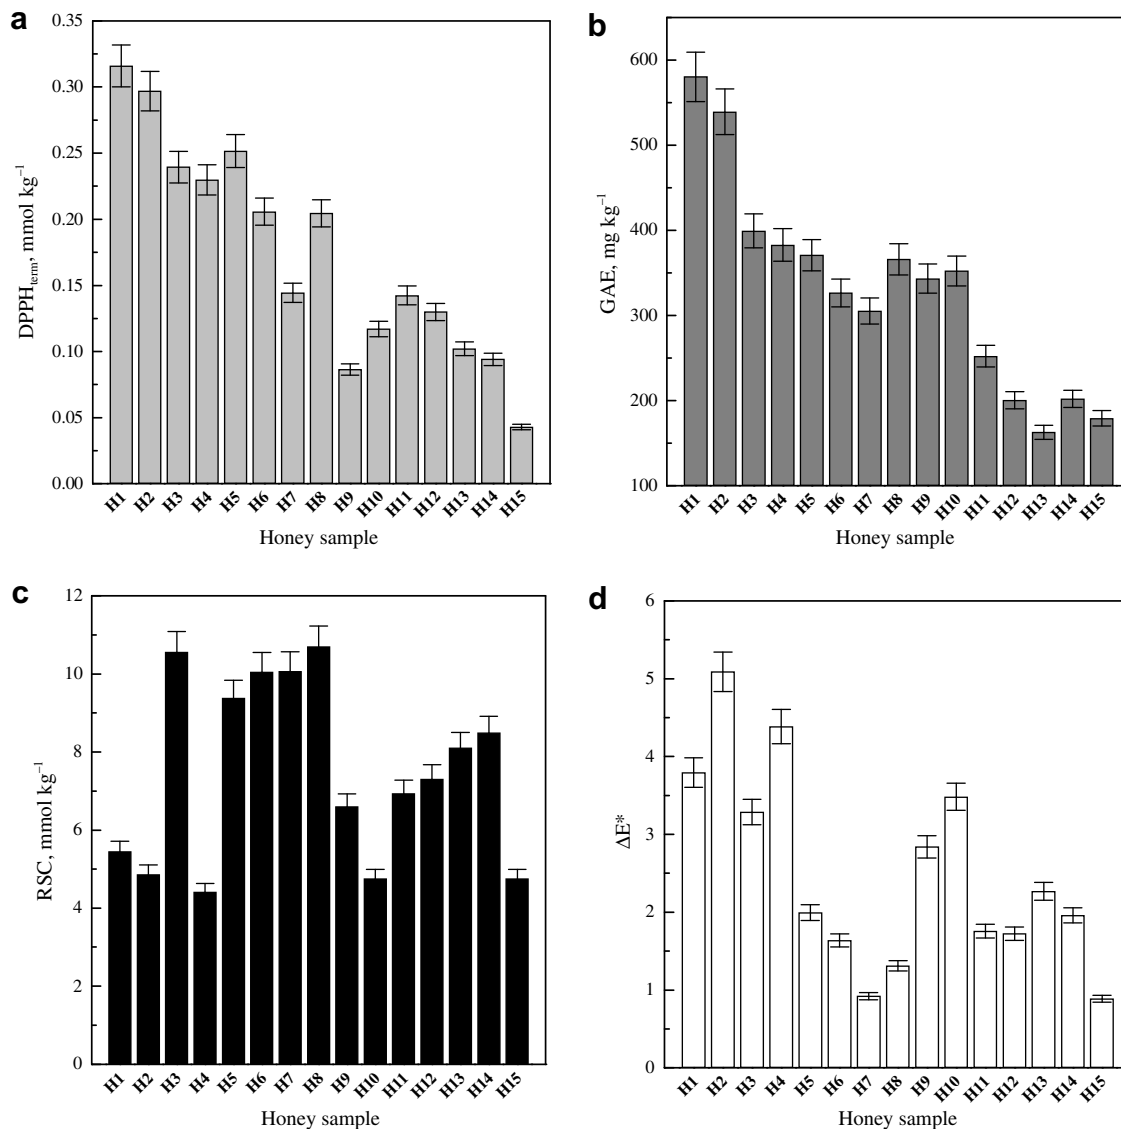 a
0.35
0.30
0.25
0.20
0.15
0.10
0.05
0.00
DPPHterm, mmol kg−1
H1 H2 H3 H4 H5 H6 H7 H8 H9 H10 H11 H12 H13 H14 H15
Honey sample
b
600
500
400
300
200
100
GAE, mg kg−1
H1 H2 H3 H4 H5 H6 H7 H8 H9 H10 H11 H12 H13 H14 H15
Honey sample
c
12
10
8
6
4
2
0
RSC, mmol kg−1
H1 H2 H3 H4 H5 H6 H7 H8 H9 H10 H11 H12 H13 H14 H15
Honey sample
d
6
5
4
3
2
1
0
ΔE*
H1 H2 H3 H4 H5 H6 H7 H8 H9 H10 H11 H12 H13 H14 H15
Honey sample